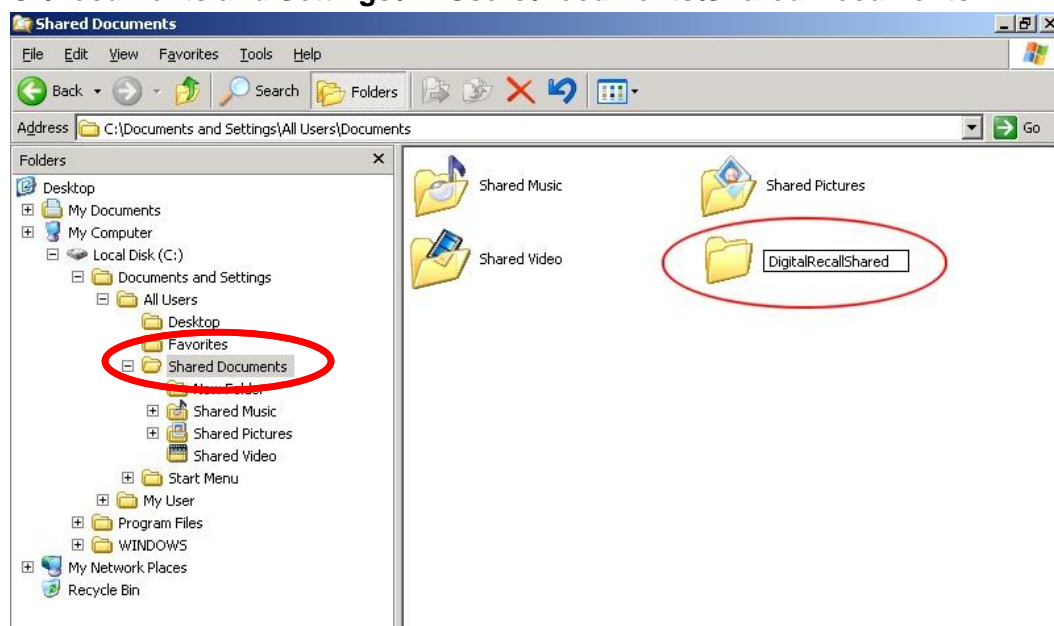 Shared Documents
File Edit View Favorites Tools Help
Back Search Folders
Address C:\Documents and Settings\All Users\Documents Go
Folders
Desktop
My Documents
My Computer
Local Disk (C:)
Documents and Settings
All Users
Desktop
Favorites
Shared Documents
New Folder
Shared Music
Shared Pictures
Shared Video
Start Menu
My User
Program Files
WINDOWS
My Network Places
Recycle Bin
Shared Music
Shared Pictures
Shared Video
DigitalRecallShared